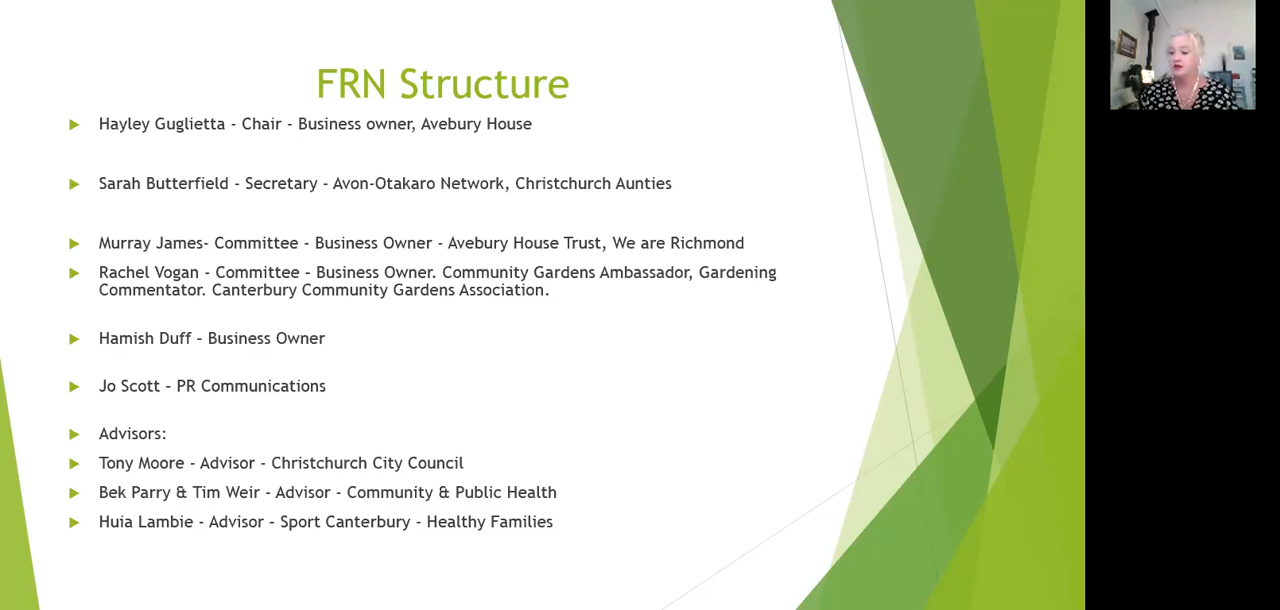 FRN Structure
Hayley Guglietta - Chair - Business owner, Avebury House
Sarah Butterfield - Secretary - Avon-Otakaro Network, Christchurch Aunties
Murray James- Committee - Business Owner - Avebury House Trust, We are Richmond
Rachel Vogan - Committee - Business Owner. Community Gardens Ambassador, Gardening
Commentator. Canterbury Community Gardens Association.
Hamish Duff – Business Owner
Jo Scott – PR Communications
Advisors:
Tony Moore - Advisor - Christchurch City Council
Bek Parry & Tim Weir - Advisor - Community & Public Health
Huia Lambie - Advisor – Sport Canterbury - Healthy Families